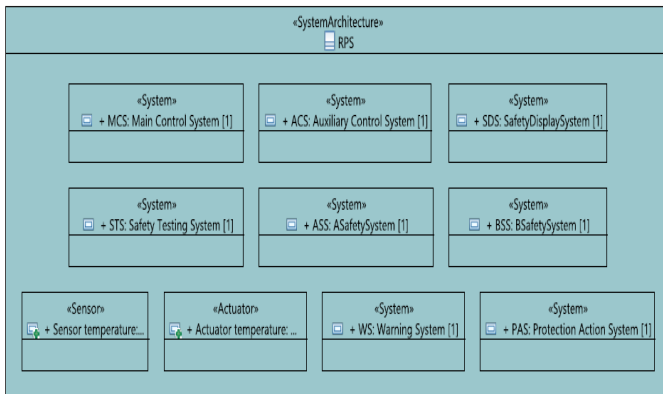 «SystemArchitecture»
RPS
«System»
+ MCS: Main Control System [1]
«System»
+ ACS: Auxiliary Control System [1]
«System»
+ SDS: SafetyDisplaySystem [1]
«System»
+ STS: Safety Testing System [1]
«System»
+ ASS: ASafetySystem [1]
«System»
+ BSS: BSafetySystem [1]
«Sensor»
+ Sensor temperature:...
«Actuator»
+ Actuator temperature: ...
«System»
+ WS: Warning System [1]
«System»
+ PAS: Protection Action System [1]